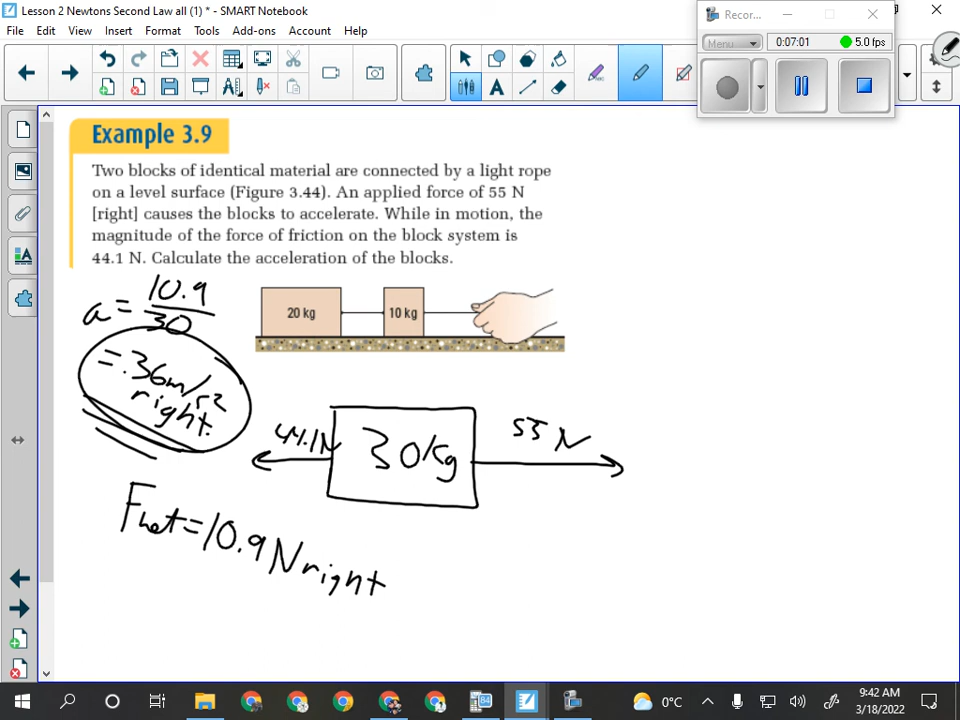 Lesson 2 Newtons Second Law all (1) * - SMART Notebook
File Edit View Insert Format Tools Add-ons Account Help
Recor...
Menu
0:07:01
5.0 fps
Example 3.9
Two blocks of identical material are connected by a light rope
on a level surface (Figure 3.44). An applied force of 55 N
[right] causes the blocks to accelerate. While in motion, the
magnitude of the force of friction on the block system is
44.1 N. Calculate the acceleration of the blocks.
20 kg
10 kg
a = 10.9
30
= .36m/s2
right.
44.1N
30kg
55 N
Fnet = 10.9 N right
84
0°C
9:42 AM
3/18/2022